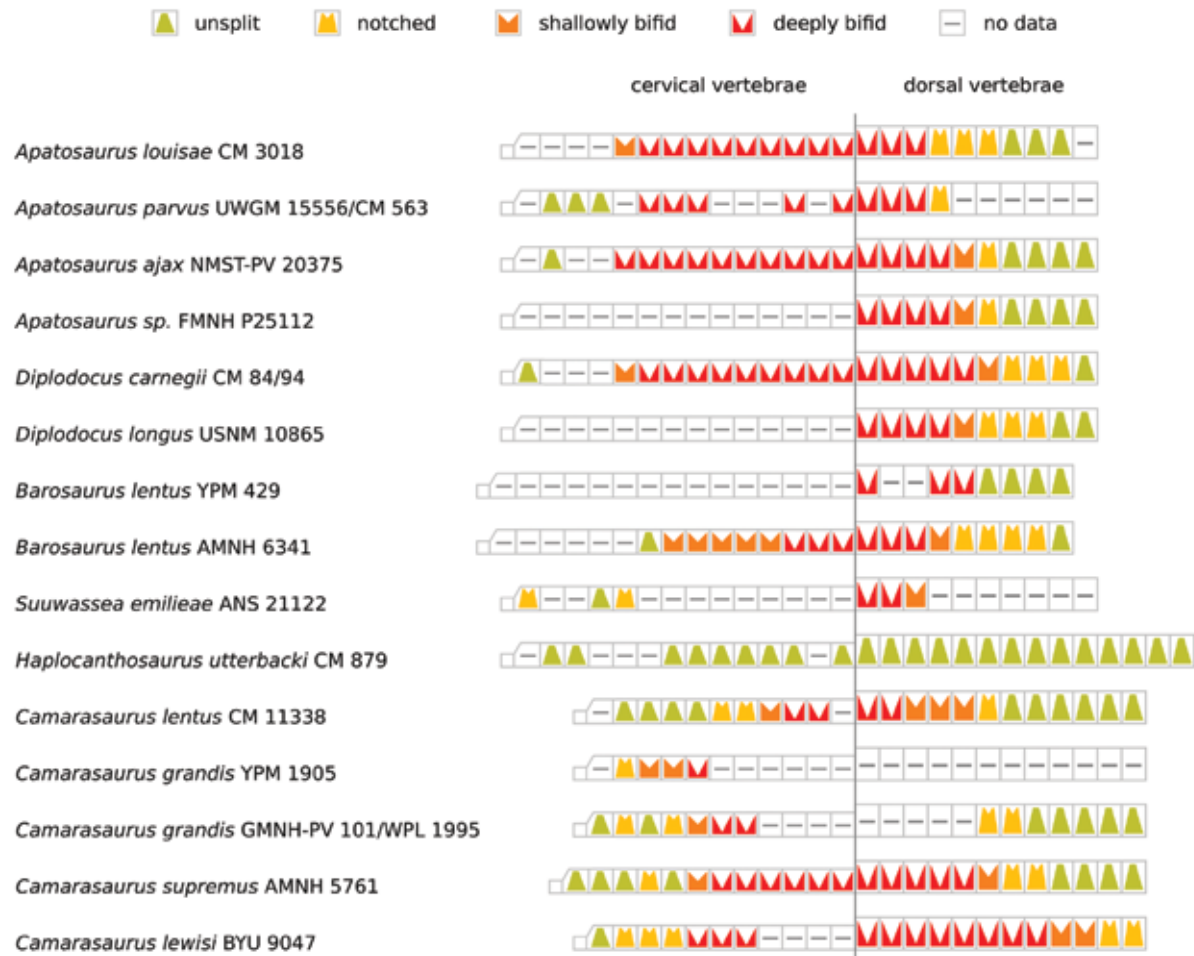 unsplit notched shallowly bifid deeply bifid no data
cervical vertebrae dorsal vertebrae
Apatosaurus louisae CM 3018
Apatosaurus parvus UWGM 15556/CM 563
Apatosaurus ajax NMST-PV 20375
Apatosaurus sp. FMNH P25112
Diplodocus carnegii CM 84/94
Diplodocus longus USNM 10865
Barosaurus lentus YPM 429
Barosaurus lentus AMNH 6341
Suuwassea emilieae ANS 21122
Haplocanthosaurus utterbacki CM 879
Camarasaurus lentus CM 11338
Camarasaurus grandis YPM 1905
Camarasaurus grandis GMNH-PV 101/WPL 1995
Camarasaurus supremus AMNH 5761
Camarasaurus lewisi BYU 9047